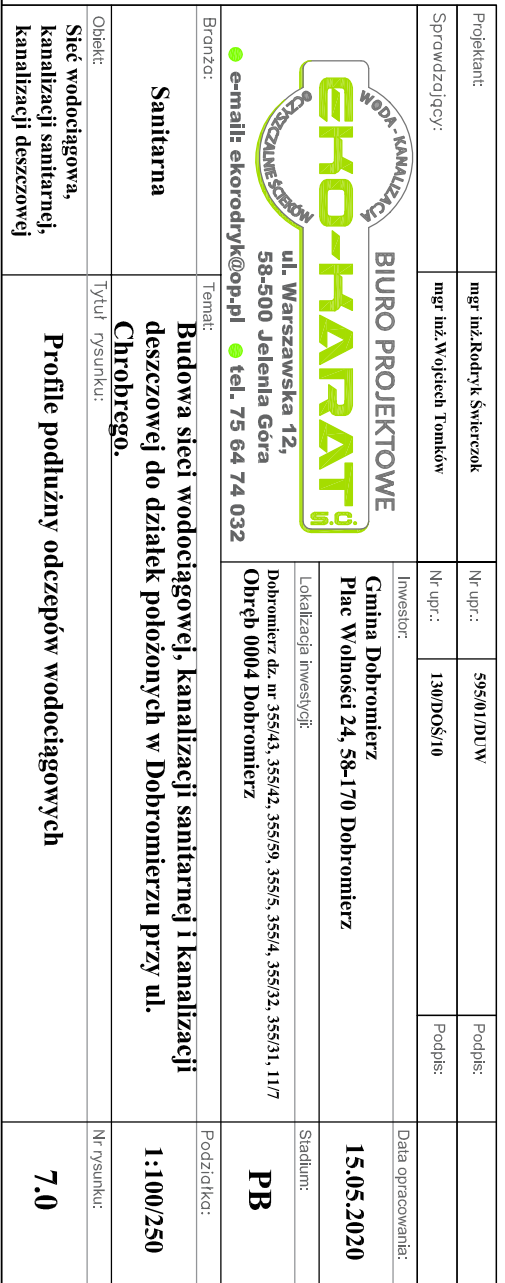 Projektant:
mgr inż.Rodryk Świerczok
Nr upr.:
595/01/DUW
Podpis:
Sprawdzający:
mgr inż.Wojciech Tomków
Nr upr.:
130/DOŚ/10
Podpis:
BIURO PROJEKTOWE
WODA - KANALIZACJA
EKO-KARAT S.C.
OCZYSZCZALNIE ŚCIEKÓW
ul. Warszawska 12,
58-500 Jelenia Góra
e-mail: ekorodryk@op.pl tel. 75 64 74 032
Inwestor:
Gmina Dobromierz
Plac Wolności 24, 58-170 Dobromierz
Data opracowania:
15.05.2020
Lokalizacja inwestycji:
Dobromierz dz. nr 355/43, 355/42, 355/59, 355/5, 355/4, 355/32, 355/31, 11/7
Obręb 0004 Dobromierz
Stadium:
PB
Branża:
Sanitarna
Temat:
Budowa sieci wodociągowej, kanalizacji sanitarnej i kanalizacji
deszczowej do działek położonych w Dobromierzu przy ul.
Chrobrego.
Podziałka:
1:100/250
Obiekt:
Sieć wodociągowa,
kanalizacji sanitarnej,
kanalizacji deszczowej
Tytuł rysunku:
Profile podłużny odczepów wodociągowych
Nr rysunku:
7.0